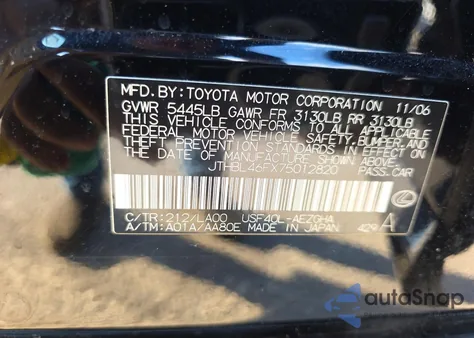 MFD. BY: TOYOTA MOTOR CORPORATION 11/06
GVWR 5445LB GAWR FR 3130LB RR 3130LB
THIS VEHICLE CONFORMS TO ALL APPLICABLE
FEDERAL MOTOR VEHICLE SAFETY, BUMPER, AND
THEFT PREVENTION STANDARDS IN EFFECT ON
THE DATE OF MANUFACTURE SHOWN ABOVE.
JTHBL46FX75012820 PASS. CAR
C/TR: 212/LA00 USF40L-AEZGHA
A/TM: A01A/AA80E MADE IN JAPAN 429 A
autoSnap